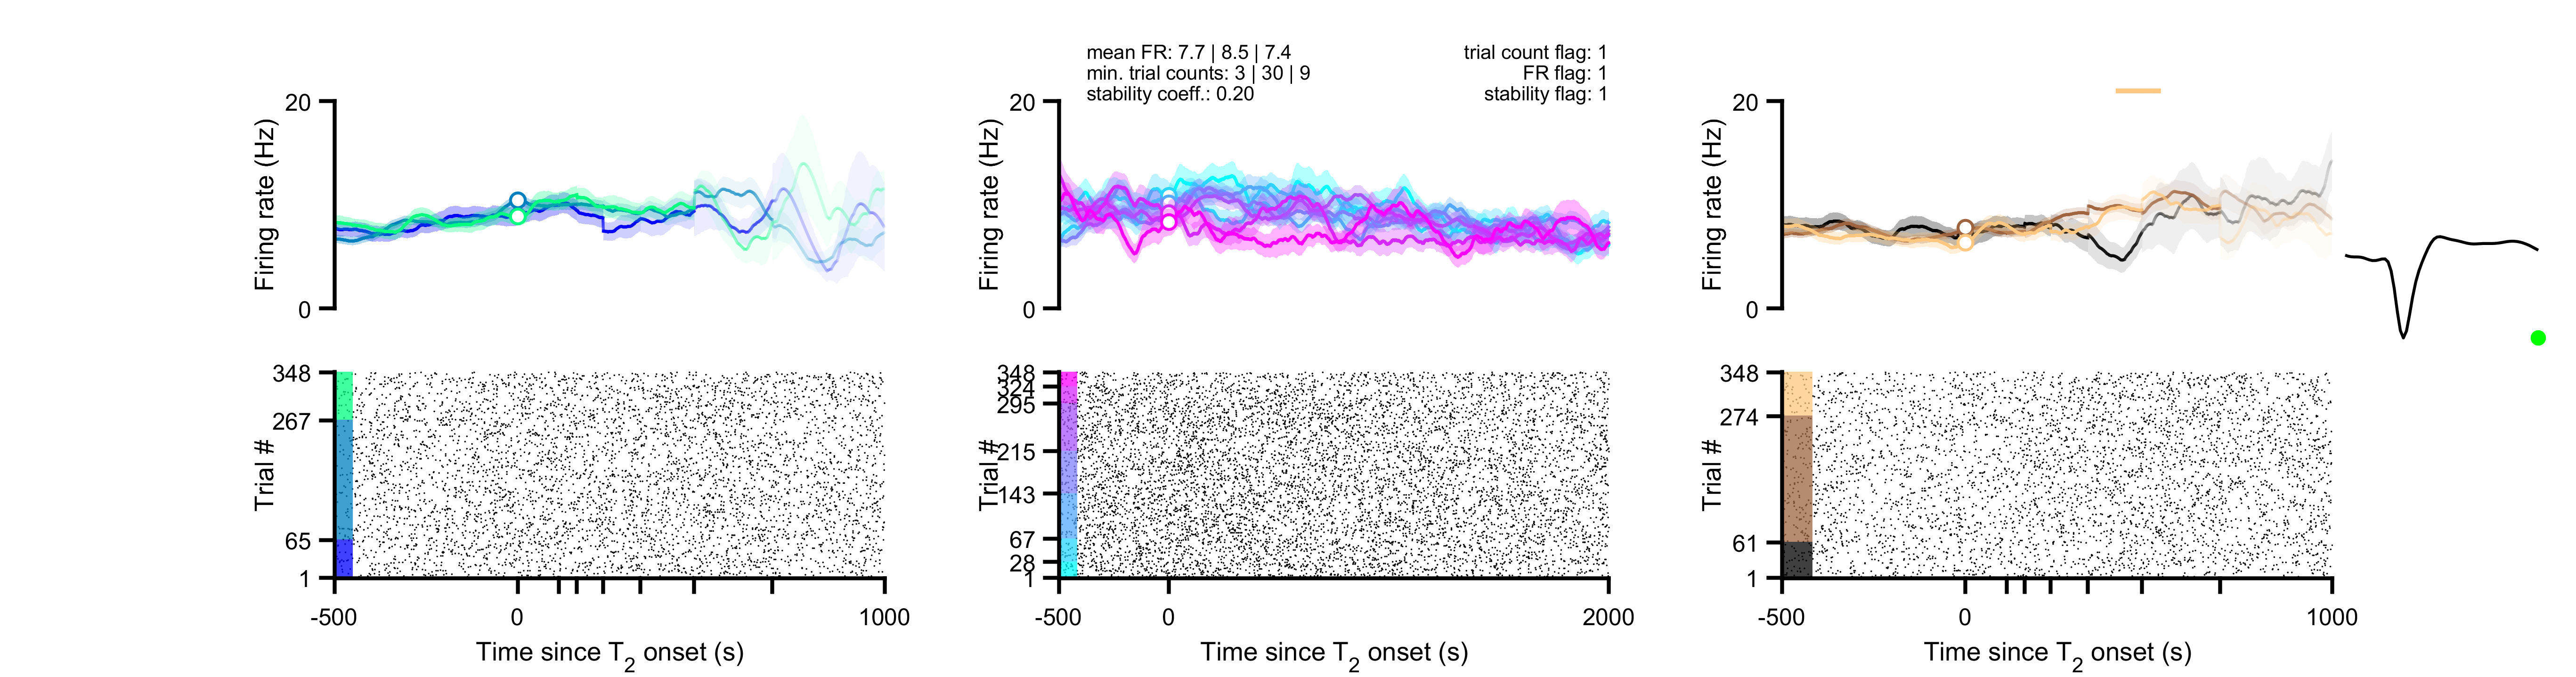 mean FR: 7.7 | 8.5 | 7.4
min. trial counts: 3 | 30 | 9
stability coeff.: 0.20
trial count flag: 1
FR flag: 1
stability flag: 1
20
Firing rate (Hz)
0
20
Firing rate (Hz)
0
20
Firing rate (Hz)
0
348
267
Trial #
65
1
-500
0
1000
Time since T2 onset (s)
348
324
295
Trial #
215
143
67
28
1
-500
0
2000
Time since T2 onset (s)
348
274
Trial #
61
1
-500
0
1000
Time since T2 onset (s)